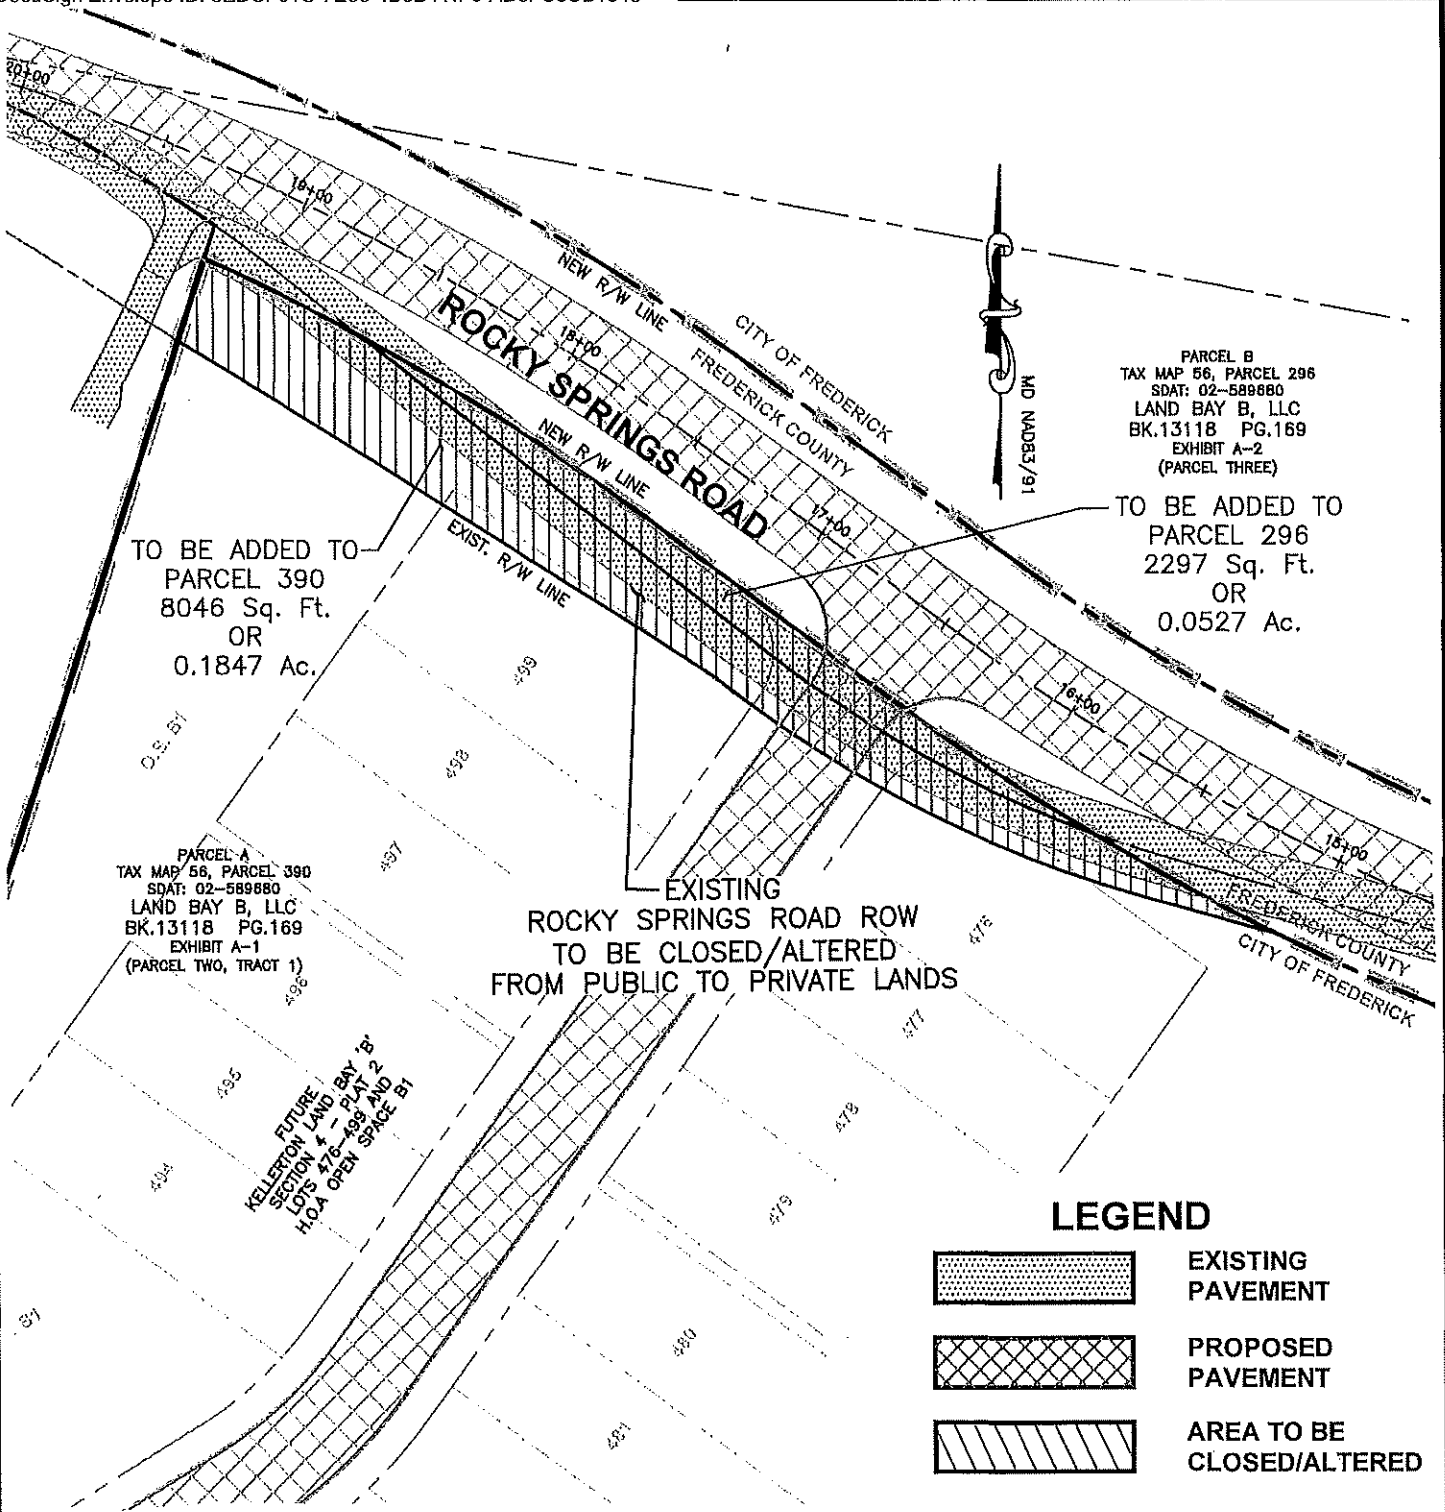 20+00
19+00
NEW R/W LINE
ROCKY SPRINGS ROAD
18+00
CITY OF FREDERICK
FREDERICK COUNTY
MD NAD83/91
PARCEL B
TAX MAP 56, PARCEL 296
SDAT: 02-589880
LAND BAY B, LLC
BK.13118 PG.169
EXHIBIT A-2
(PARCEL THREE)
NEW R/W LINE
17+00
TO BE ADDED TO
PARCEL 296
2297 Sq. Ft.
OR
0.0527 Ac.
EXIST. R/W LINE
TO BE ADDED TO
PARCEL 390
8046 Sq. Ft.
OR
0.1847 Ac.
16+00
15+00
499
498
497
496
495
494
O.S. B1
PARCEL A
TAX MAP 56, PARCEL 390
SDAT: 02-589880
LAND BAY B, LLC
BK.13118 PG.169
EXHIBIT A-1
(PARCEL TWO, TRACT 1)
EXISTING
ROCKY SPRINGS ROAD ROW
TO BE CLOSED/ALTERED
FROM PUBLIC TO PRIVATE LANDS
FREDERICK COUNTY
CITY OF FREDERICK
476
477
478
479
480
481
FUTURE
KELLERTON LAND BAY 'B'
SECTION 4 - PLAT 2
LOTS 476-499 AND
H.O.A OPEN SPACE B1
B1
LEGEND
EXISTING
PAVEMENT
PROPOSED
PAVEMENT
AREA TO BE
CLOSED/ALTERED